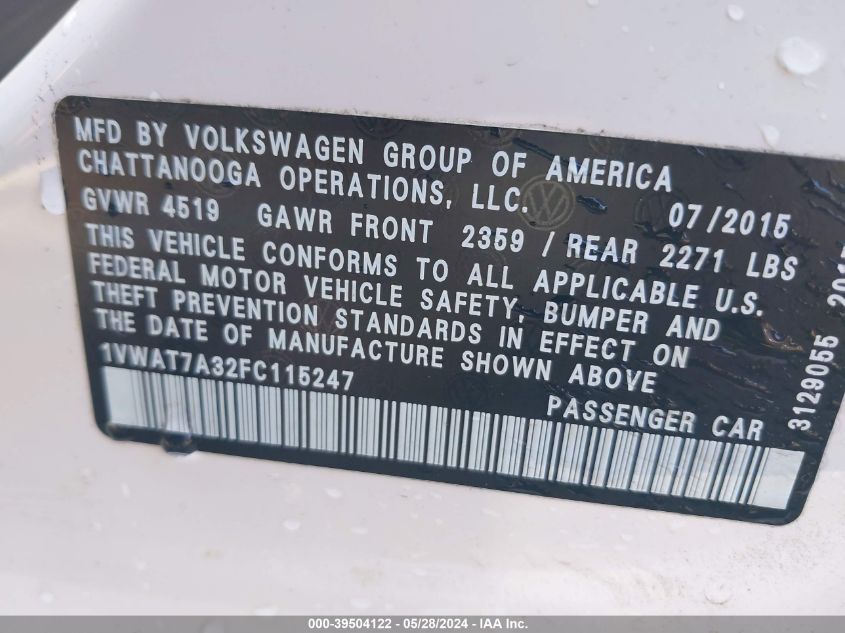 MFD BY VOLKSWAGEN GROUP OF AMERICA
CHATTANOOGA OPERATIONS, LLC. 07/2015
GVWR 4519 GAWR FRONT 2359 / REAR 2271 LBS
THIS VEHICLE CONFORMS TO ALL APPLICABLE U.S.
FEDERAL MOTOR VEHICLE SAFETY, BUMPER AND
THEFT PREVENTION STANDARDS IN EFFECT ON
THE DATE OF MANUFACTURE SHOWN ABOVE
1VWAT7A32FC115247
PASSENGER CAR
3129055
000-39504122 - 05/28/2024 - IAA Inc.